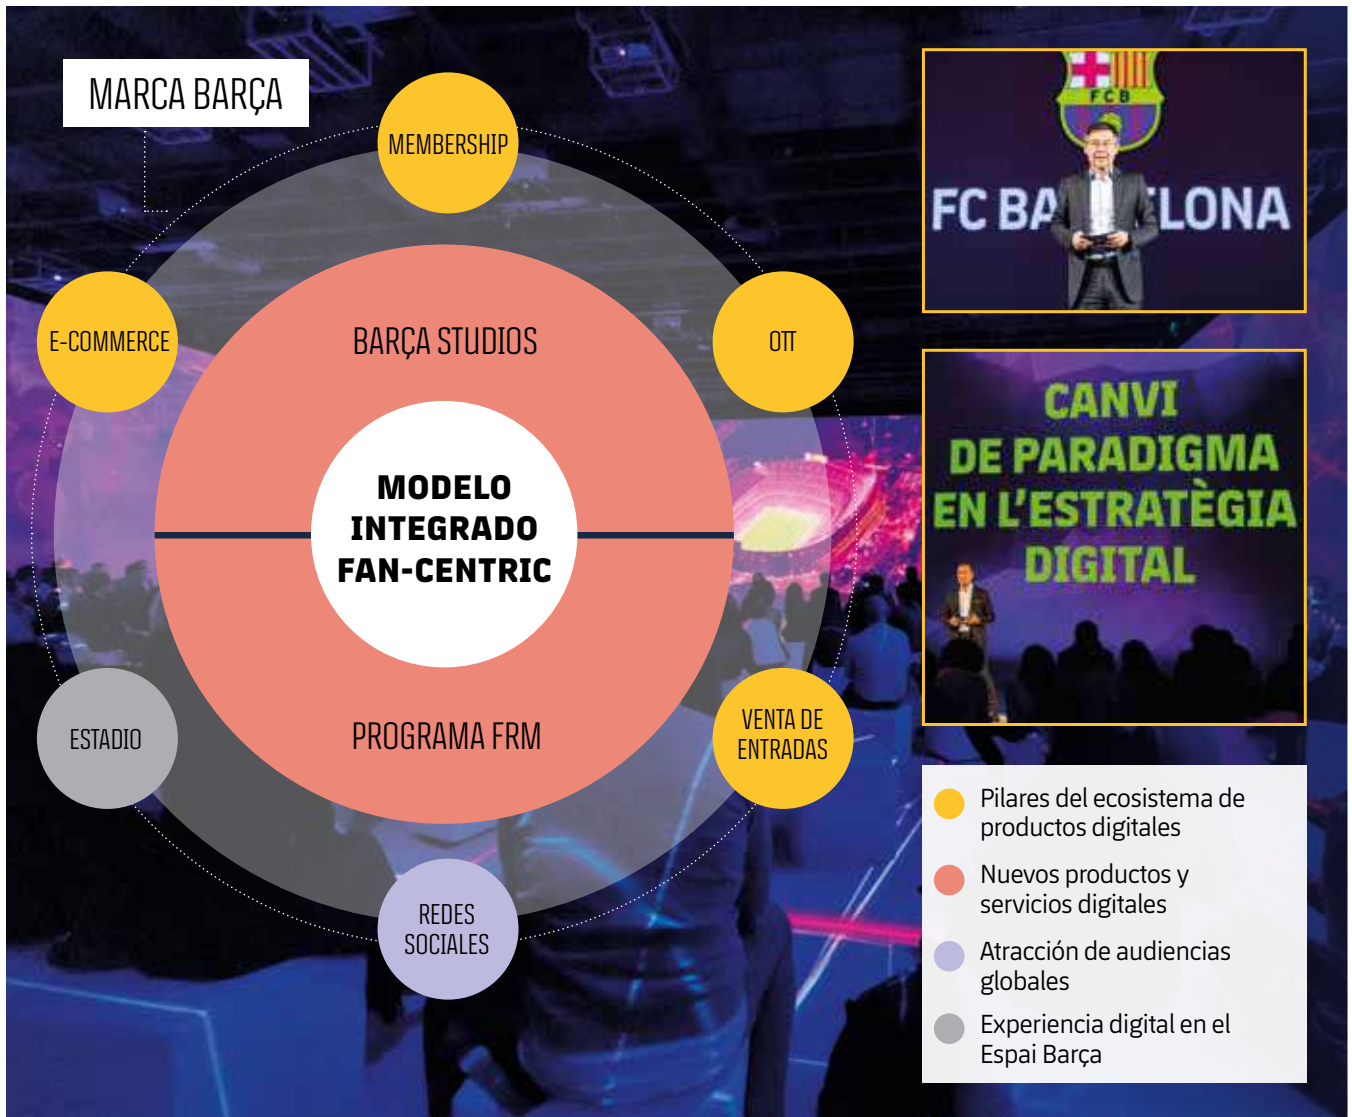 MARCA BARÇA
MEMBERSHIP
E-COMMERCE
OTT
BARÇA STUDIOS
MODELO
INTEGRADO
FAN-CENTRIC
PROGRAMA FRM
ESTADIO
VENTA DE
ENTRADAS
REDES
SOCIALES
FCB
FC BA LONA
CANVI
DE PARADIGMA
EN L'ESTRATÈGIA
DIGITAL
Pilares del ecosistema de
productos digitales
Nuevos productos y
servicios digitales
Atracción de audiencias
globales
Experiencia digital en el
Espai Barça